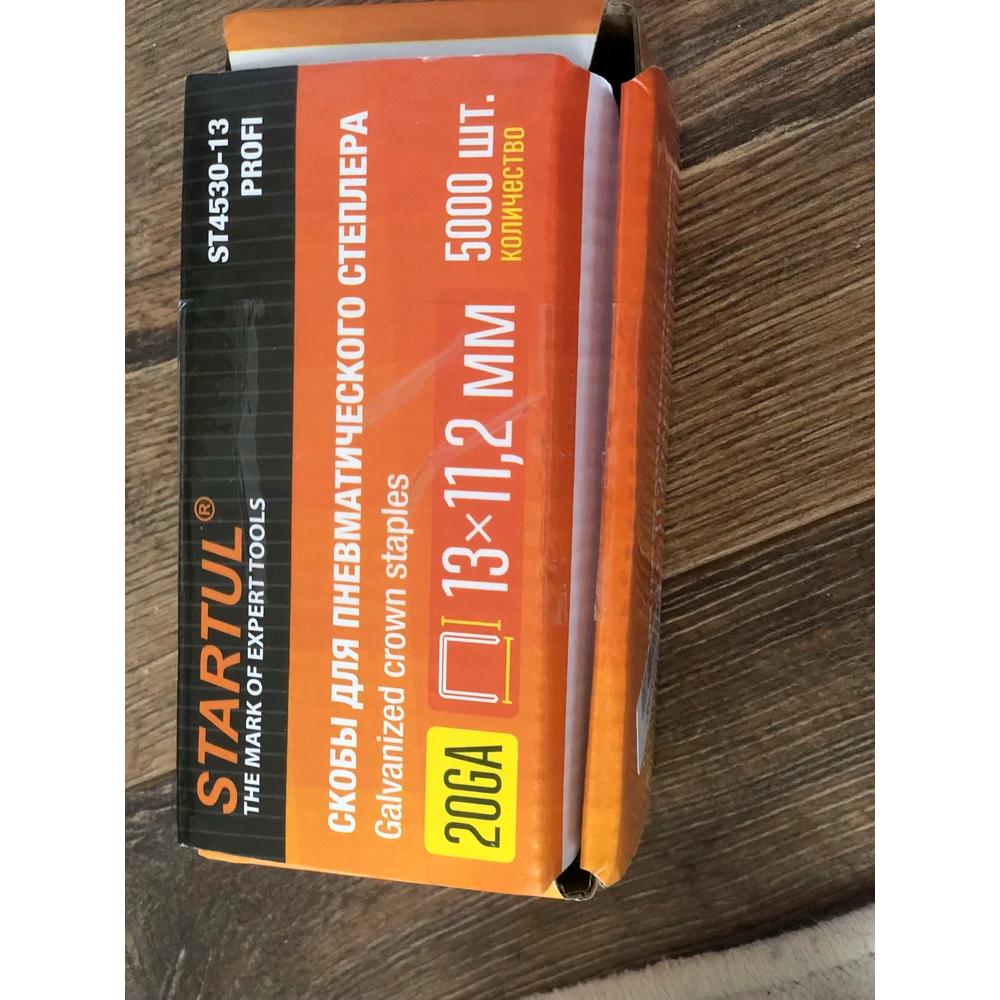 STARTUL®
THE MARK OF EXPERT TOOLS
ST4530-13
PROFI
СКОБЫ ДЛЯ ПНЕВМАТИЧЕСКОГО СТЕПЛЕРА
Galvanized crown staples
20GA
13×11,2 ММ
5000 ШТ.
КОЛИЧЕСТВО